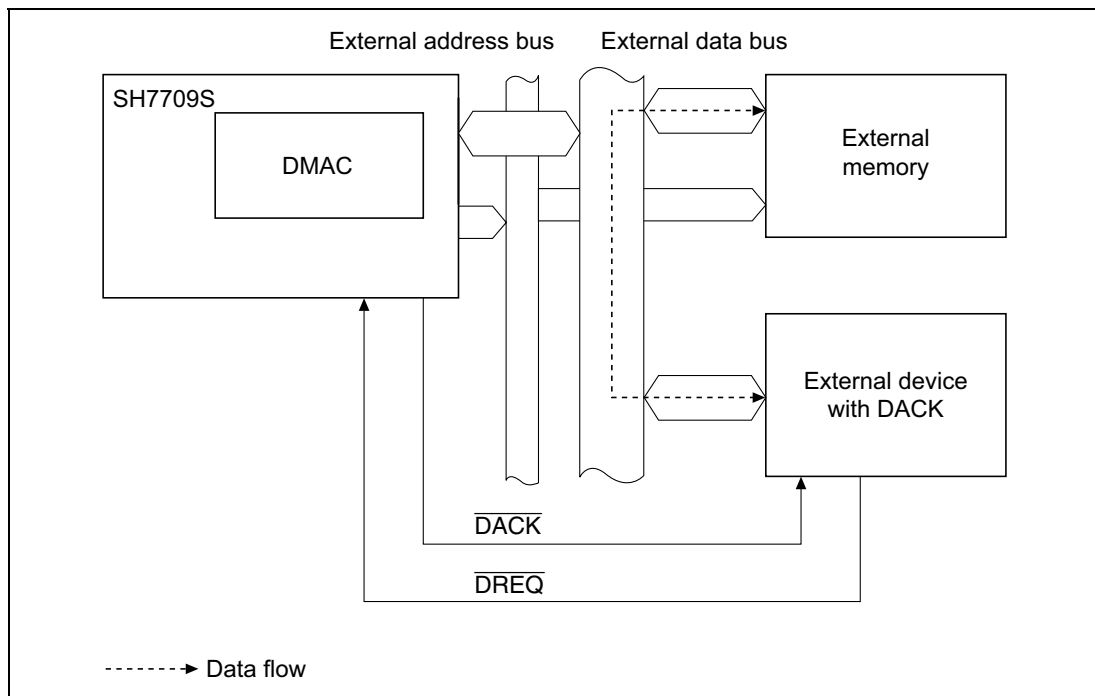 External address bus
External data bus
SH7709S
DMAC
External
memory
External device
with DACK
DACK
DREQ
Data flow